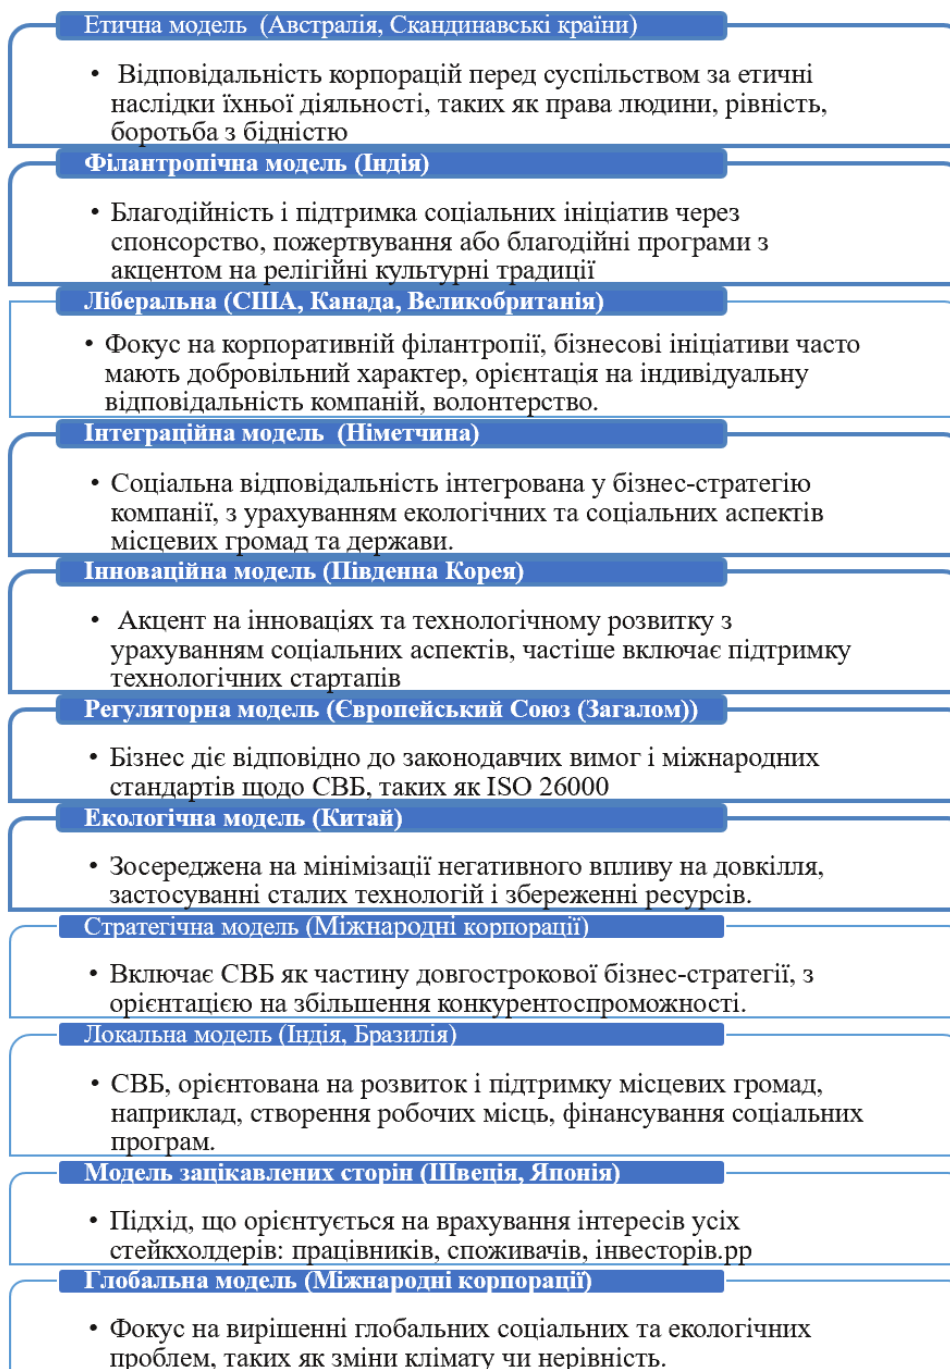 Етична модель (Австралія, Скандинавські країни)
• Відповідальність корпорацій перед суспільством за етичні
наслідки їхньої діяльності, таких як права людини, рівність,
боротьба з бідністю
Філантропічна модель (Індія)
• Благодійність і підтримка соціальних ініціатив через
спонсорство, пожертвування або благодійні програми з
акцентом на релігійні культурні традиції
Ліберальна (США, Канада, Великобританія)
• Фокус на корпоративній філантропії, бізнесові ініціативи часто
мають добровільний характер, орієнтація на індивідуальну
відповідальність компаній, волонтерство.
Інтеграційна модель (Німетчина)
• Соціальна відповідальність інтегрована у бізнес-стратегію
компанії, з урахуванням екологічних та соціальних аспектів
місцевих громад та держави.
Інноваційна модель (Південна Корея)
• Акцент на інноваціях та технологічному розвитку з
урахуванням соціальних аспектів, частіше включає підтримку
технологічних стартапів
Регуляторна модель (Європейський Союз (Загалом))
• Бізнес діє відповідно до законодавчих вимог і міжнародних
стандартів щодо СВБ, таких як ISO 26000
Екологічна модель (Китай)
• Зосереджена на мінімізації негативного впливу на довкілля,
застосуванні сталих технологій і збереженні ресурсів.
Стратегічна модель (Міжнародні корпорації)
• Включає СВБ як частину довгострокової бізнес-стратегії, з
орієнтацією на збільшення конкурентоспроможності.
Локальна модель (Індія, Бразилія)
• СВБ, орієнтована на розвиток і підтримку місцевих громад,
наприклад, створення робочих місць, фінансування соціальних
програм.
Модель зацікавлених сторін (Швеція, Японія)
• Підхід, що орієнтується на врахування інтересів усіх
стейкхолдерів: працівників, споживачів, інвесторів.рр
Глобальна модель (Міжнародні корпорації)
• Фокус на вирішенні глобальних соціальних та екологічних
проблем, таких як зміни клімату чи нерівність.